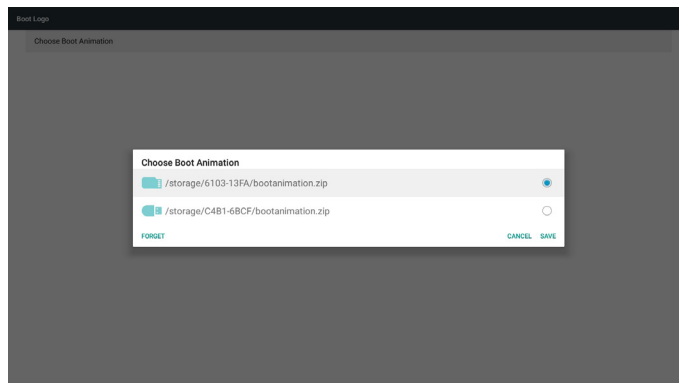 Boot Logo
Choose Boot Animation
Choose Boot Animation
/storage/6103-13FA/bootanimation.zip
/storage/C4B1-6BCF/bootanimation.zip
FORGET CANCEL SAVE